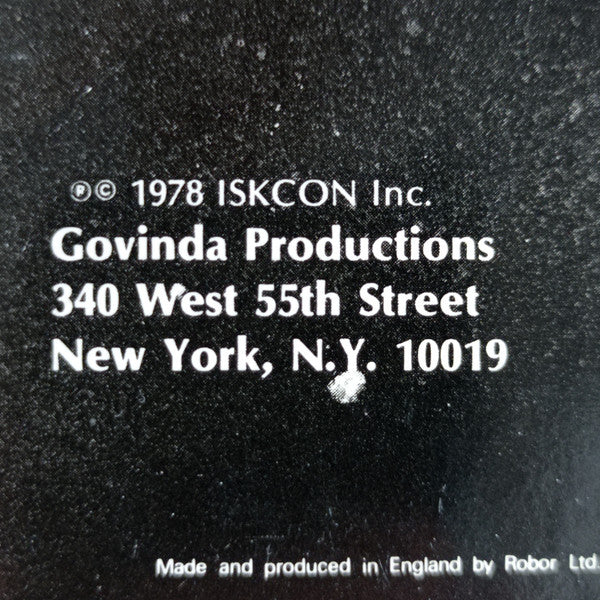 ℗© 1978 ISKCON Inc.
Govinda Productions
340 West 55th Street
New York, N.Y. 10019
Made and produced in England by Robor Ltd.